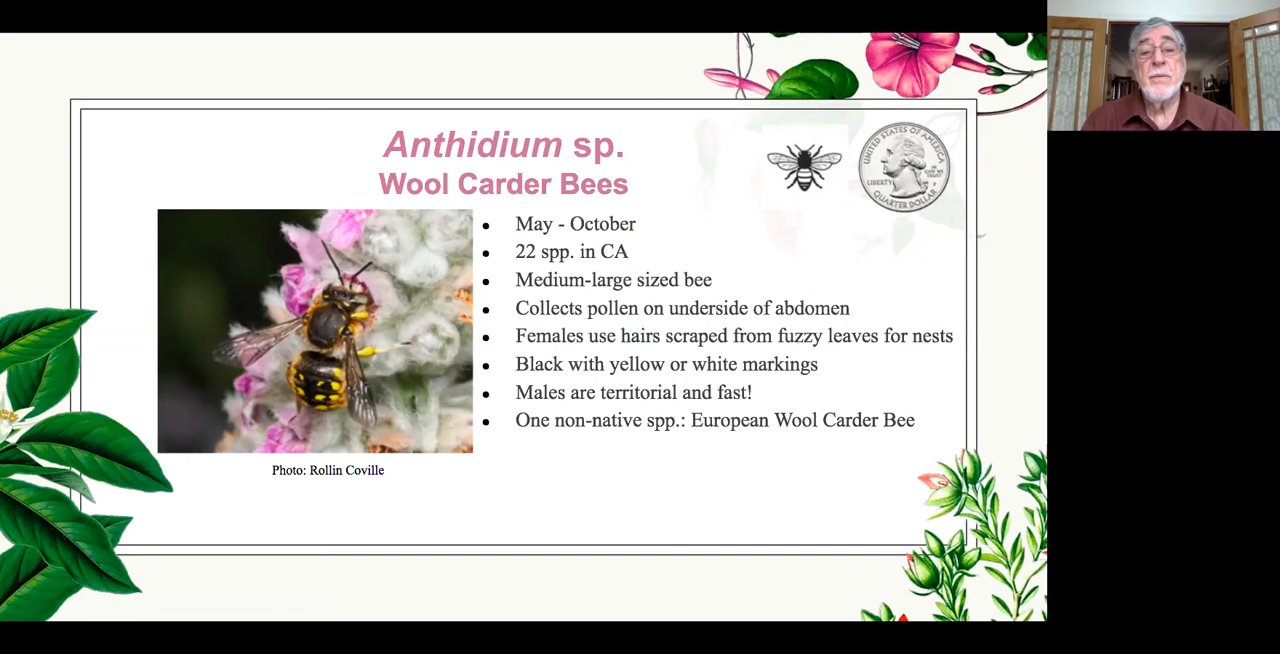 Anthidium sp.
Wool Carder Bees
UNITED STATES OF AMERICA
LIBERTY
IN
GOD WE
TRUST
P
QUARTER DOLLAR
May - October
22 spp. in CA
Medium-large sized bee
Collects pollen on underside of abdomen
Females use hairs scraped from fuzzy leaves for nests
Black with yellow or white markings
Males are territorial and fast!
One non-native spp.: European Wool Carder Bee
Photo: Rollin Coville